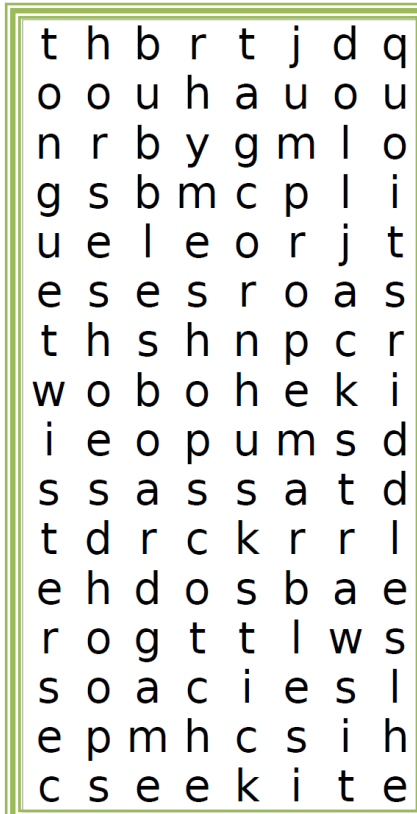 t h b r t j d q
o o u h a u o u
n r b y g m l o
g s b m c p l i
u e l e o r j t
e s e s r o a s
t h s h n p c r
w o b o h e k i
i e o p u m s d
s s a s s a t d
t d r c k r r l
e h d o s b a e
r o g t t l w s
s o a c i e s l
e p m h c s i h
c s e e k i t e